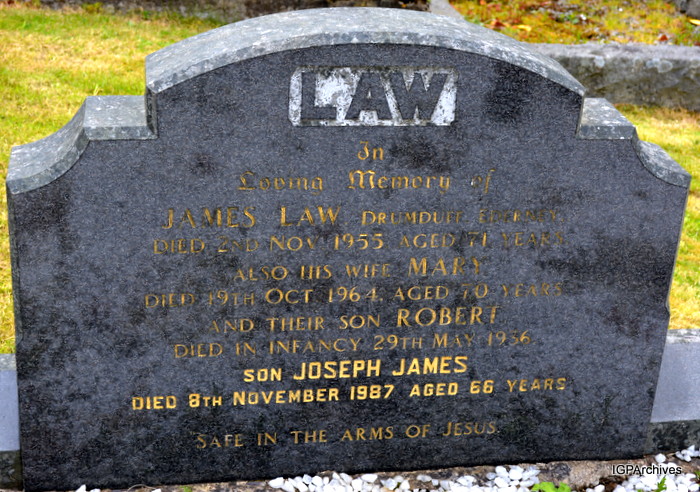 LAW
In
Loving Memory of
JAMES LAW, DRUMDUFF, EDERNEY,
DIED 2ND NOV. 1955 AGED 71 YEARS
ALSO HIS WIFE MARY
DIED 19TH OCT 1964, AGED 70 YEARS
AND THEIR SON ROBERT
DIED IN INFANCY 29TH MAY 1936
SON JOSEPH JAMES
DIED 8TH NOVEMBER 1987 AGED 66 YEARS
"SAFE IN THE ARMS OF JESUS."
IGPArchives